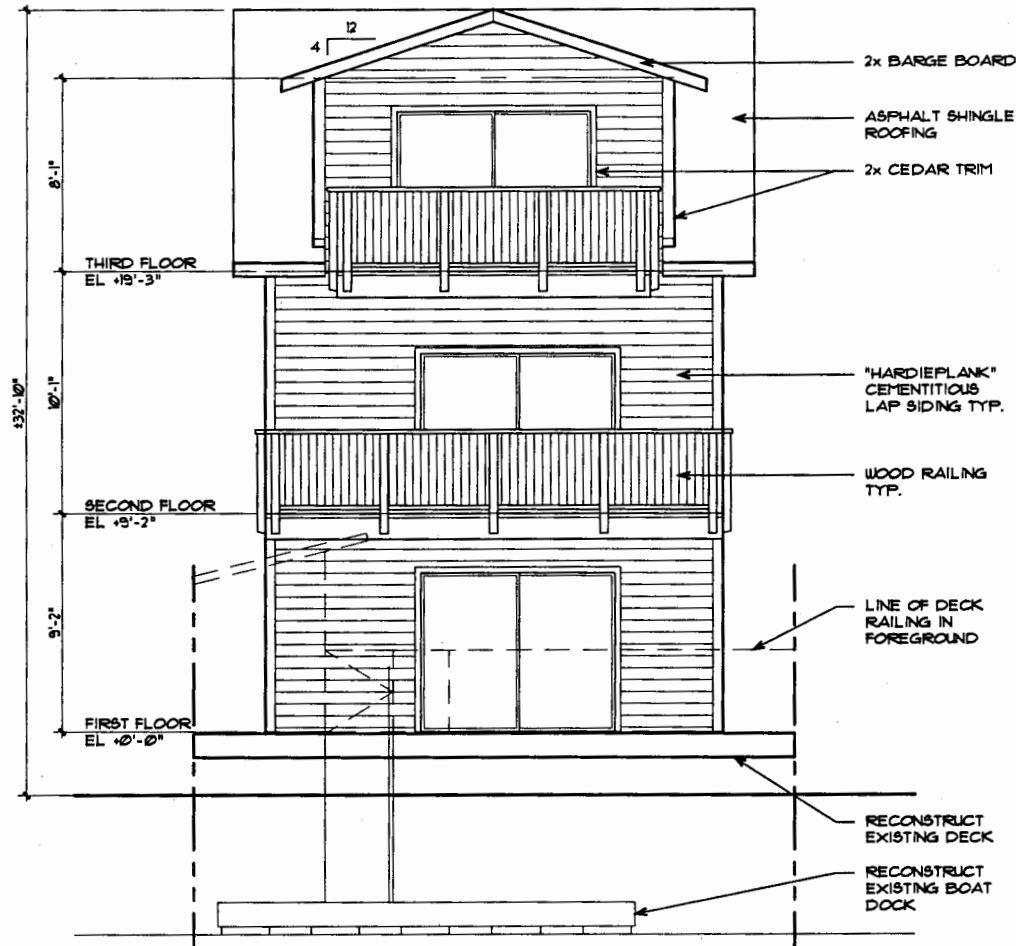 12
4
2x BARGE BOARD
ASPHALT SHINGLE
ROOFING
2x CEDAR TRIM
8'-1"
THIRD FLOOR
EL +19'-3"
"HARDIEPLANK"
CEMENTITIOUS
LAP SIDING TYP.
10'-1"
±32'-10"
WOOD RAILING
TYP.
SECOND FLOOR
EL +9'-2"
9'-2"
LINE OF DECK
RAILING IN
FOREGROUND
FIRST FLOOR
EL +0'-0"
RECONSTRUCT
EXISTING DECK
RECONSTRUCT
EXISTING BOAT
DOCK